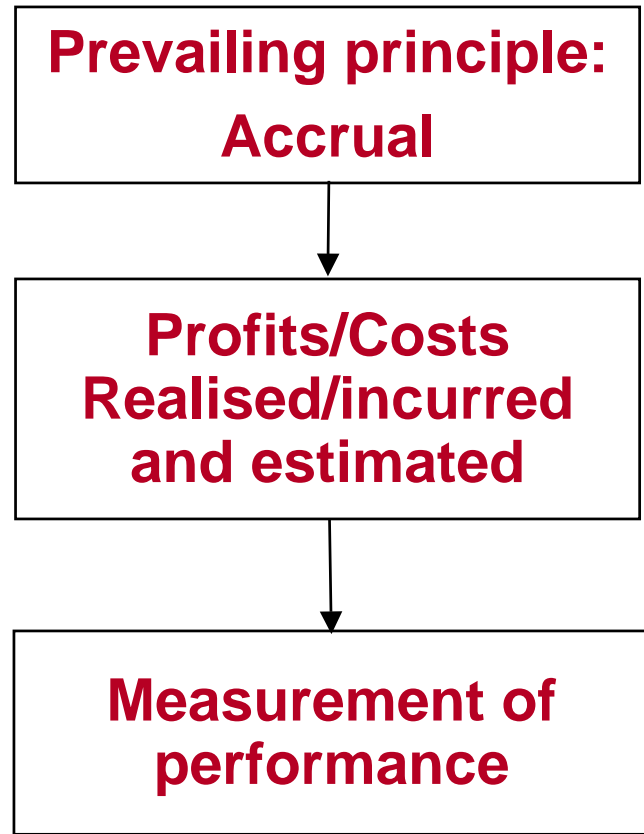 Prevailing principle:
Accrual
Profits/Costs
Realised/incurred
and estimated
Measurement of
performance